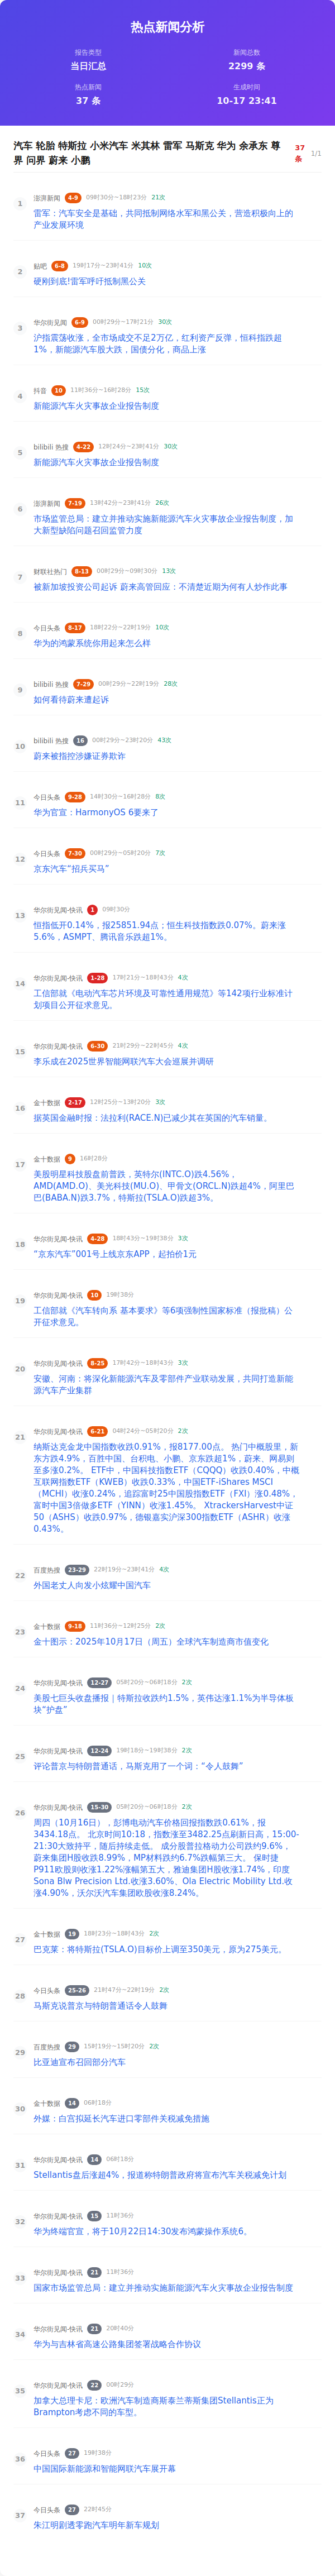 热点新闻分析
报告类型
新闻总数
当日汇总
2299 条
热点新闻
生成时间
37 条
10-17 23:41
汽车 轮胎 特斯拉 小米汽车 米其林 雷军 马斯克 华为 余承东 尊
界 问界 蔚来 小鹏
37
条
1/1
1
澎湃新闻 4-9 09时30分~18时23分 21次
雷军：汽车安全是基础，共同抵制网络水军和黑公关，营造积极向上的
产业发展环境
2
贴吧 6-8 19时17分~23时41分 10次
硬刚到底!雷军呼吁抵制黑公关
3
华尔街见闻 6-9 00时29分~17时21分 30次
沪指震荡收涨，全市场成交不足2万亿，红利资产反弹，恒科指跌超
1%，新能源汽车股大跌，国债分化，商品上涨
4
抖音 10 11时36分~16时28分 15次
新能源汽车火灾事故企业报告制度
5
bilibili 热搜 4-22 12时24分~23时41分 30次
新能源汽车火灾事故企业报告制度
6
澎湃新闻 7-19 13时42分~23时41分 26次
市场监管总局：建立并推动实施新能源汽车火灾事故企业报告制度，加
大新型缺陷问题召回监管力度
7
财联社热门 8-13 00时29分~09时30分 13次
被新加坡投资公司起诉 蔚来高管回应：不清楚近期为何有人炒作此事
8
今日头条 8-17 18时22分~22时19分 10次
华为的鸿蒙系统你用起来怎么样
9
bilibili 热搜 7-29 00时29分~22时19分 28次
如何看待蔚来遭起诉
10
bilibili 热搜 16 00时29分~23时20分 43次
蔚来被指控涉嫌证券欺诈
11
今日头条 9-28 14时30分~16时28分 8次
华为官宣：HarmonyOS 6要来了
12
今日头条 7-30 00时29分~05时20分 7次
京东汽车“招兵买马”
13
华尔街见闻-快讯 1 09时30分
恒指低开0.14%，报25851.94点；恒生科技指数跌0.07%。蔚来涨
5.6%，ASMPT、腾讯音乐跌超1%。
14
华尔街见闻-快讯 1-28 17时21分~18时43分 4次
工信部就《电动汽车芯片环境及可靠性通用规范》等142项行业标准计
划项目公开征求意见。
15
华尔街见闻-快讯 6-30 21时29分~22时45分 4次
李乐成在2025世界智能网联汽车大会巡展并调研
16
金十数据 2-17 12时25分~13时20分 3次
据英国金融时报：法拉利(RACE.N)已减少其在英国的汽车销量。
17
金十数据 9 16时28分
美股明星科技股盘前普跌，英特尔(INTC.O)跌4.56%，
AMD(AMD.O)、美光科技(MU.O)、甲骨文(ORCL.N)跌超4%，阿里巴
巴(BABA.N)跌3.7%，特斯拉(TSLA.O)跌超3%。
18
华尔街见闻-快讯 4-28 18时43分~19时38分 3次
“京东汽车”001号上线京东APP，起拍价1元
19
华尔街见闻-快讯 10 19时38分
工信部就《汽车转向系 基本要求》等6项强制性国家标准（报批稿）公
开征求意见。
20
华尔街见闻-快讯 8-25 17时42分~18时43分 3次
安徽、河南：将深化新能源汽车及零部件产业联动发展，共同打造新能
源汽车产业集群
21
华尔街见闻-快讯 6-21 04时24分~05时20分 2次
纳斯达克金龙中国指数收跌0.91%，报8177.00点。 热门中概股里，新
东方跌4.9%，百胜中国、台积电、小鹏、京东跌超1%，蔚来、网易则
至多涨0.2%。 ETF中，中国科技指数ETF（CQQQ）收跌0.40%，中概
互联网指数ETF（KWEB）收跌0.33%，中国ETF-iShares MSCI
（MCHI）收涨0.24%，追踪富时25中国股指数ETF（FXI）涨0.48%，
富时中国3倍做多ETF（YINN）收涨1.45%。 XtrackersHarvest中证
50（ASHS）收跌0.97%，德银嘉实沪深300指数ETF（ASHR）收涨
0.43%。
22
百度热搜 23-29 22时19分~23时41分 4次
外国老丈人向发小炫耀中国汽车
23
金十数据 9-18 11时36分~12时25分 2次
金十图示：2025年10月17日（周五）全球汽车制造商市值变化
24
华尔街见闻-快讯 12-27 05时20分~06时18分 2次
美股七巨头收盘播报｜特斯拉收跌约1.5%，英伟达涨1.1%为半导体板
块“护盘”
25
华尔街见闻-快讯 12-24 19时18分~19时38分 2次
评论普京与特朗普通话，马斯克用了一个词：“令人鼓舞”
26
华尔街见闻-快讯 15-30 05时20分~06时18分 2次
周四（10月16日），彭博电动汽车价格回报指数跌0.61%，报
3434.18点。 北京时间10:18，指数涨至3482.25点刷新日高，15:00-
21:30大致持平，随后持续走低。 成分股普拉格动力公司跌约9.6%，
蔚来集团H股收跌8.99%，MP材料跌约6.7%跌幅第三大。 保时捷
P911欧股则收涨1.22%涨幅第五大，雅迪集团H股收涨1.74%，印度
Sona Blw Precision Ltd.收涨3.60%、Ola Electric Mobility Ltd.收
涨4.90%，沃尔沃汽车集团欧股收涨8.24%。
27
金十数据 19 18时23分~18时43分 2次
巴克莱：将特斯拉(TSLA.O)目标价上调至350美元，原为275美元。
28
今日头条 25-26 21时47分~22时19分 2次
马斯克说普京与特朗普通话令人鼓舞
29
百度热搜 29 15时19分~15时20分 2次
比亚迪宣布召回部分汽车
30
金十数据 14 06时18分
外媒：白宫拟延长汽车进口零部件关税减免措施
31
华尔街见闻-快讯 14 06时18分
Stellantis盘后涨超4%，报道称特朗普政府将宣布汽车关税减免计划
32
华尔街见闻-快讯 15 11时36分
华为终端官宣，将于10月22日14:30发布鸿蒙操作系统6。
33
华尔街见闻-快讯 21 11时36分
国家市场监管总局：建立并推动实施新能源汽车火灾事故企业报告制度
34
华尔街见闻-快讯 21 20时40分
华为与吉林省高速公路集团签署战略合作协议
35
华尔街见闻-快讯 22 00时29分
加拿大总理卡尼：欧洲汽车制造商斯泰兰蒂斯集团Stellantis正为
Brampton考虑不同的车型。
36
今日头条 27 19时38分
中国国际新能源和智能网联汽车展开幕
37
今日头条 27 22时45分
朱江明剧透零跑汽车明年新车规划